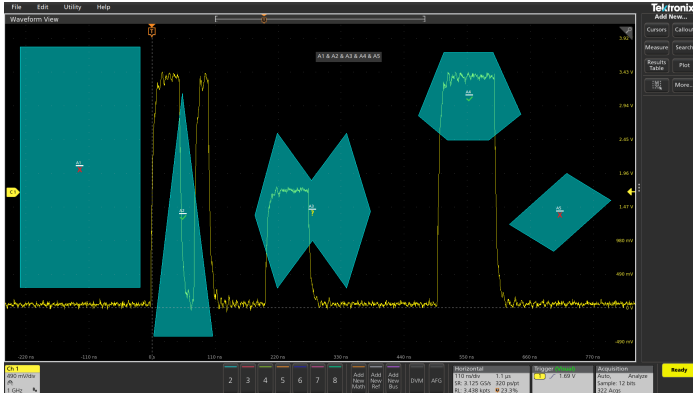 File Edit Utility Help
Tektronix
Waveform View
Add New...
Cursors Callout
Measure Search
Results Table Plot
More...
T
T
A1 & A2 & A3 & A4 & A5
3.92
3.43 V
2.94 V
2.45 V
1.96 V
1.47 V
980 mV
490 mV
0 V
-490 mV
A1
A2
A3
A4
A5
C1
-220 ns
-110 ns
0 s
110 ns
220 ns
330 ns
440 ns
550 ns
660 ns
770 ns
Ch 1
490 mV/div
1 GHz
2 3 4 5 6 7 8
Add New Math
Add New Ref
Add New Bus
DVM
AFG
Horizontal
110 ns/div 1.1 µs
SR: 3.125 GS/s 320 ps/pt
RL: 3.438 kpts 23.3%
Trigger Visual
1 1.69 V
Acquisition
Auto, Analyze
Sample: 12 bits
322 Acqs
Ready